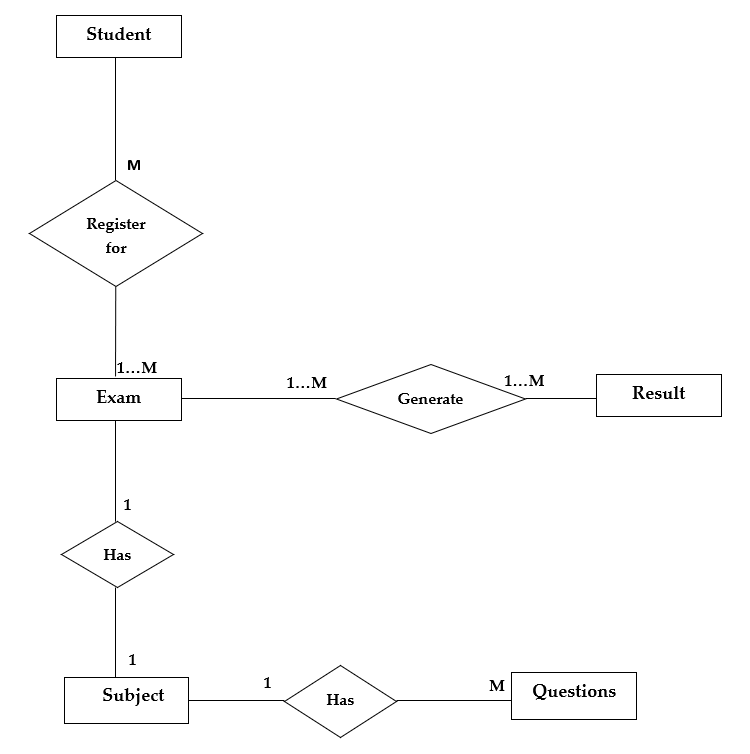 Student
M
Register
for
1...M
Exam
1...M
Generate
1...M
Result
1
Has
1
Subject
1
Has
M
Questions